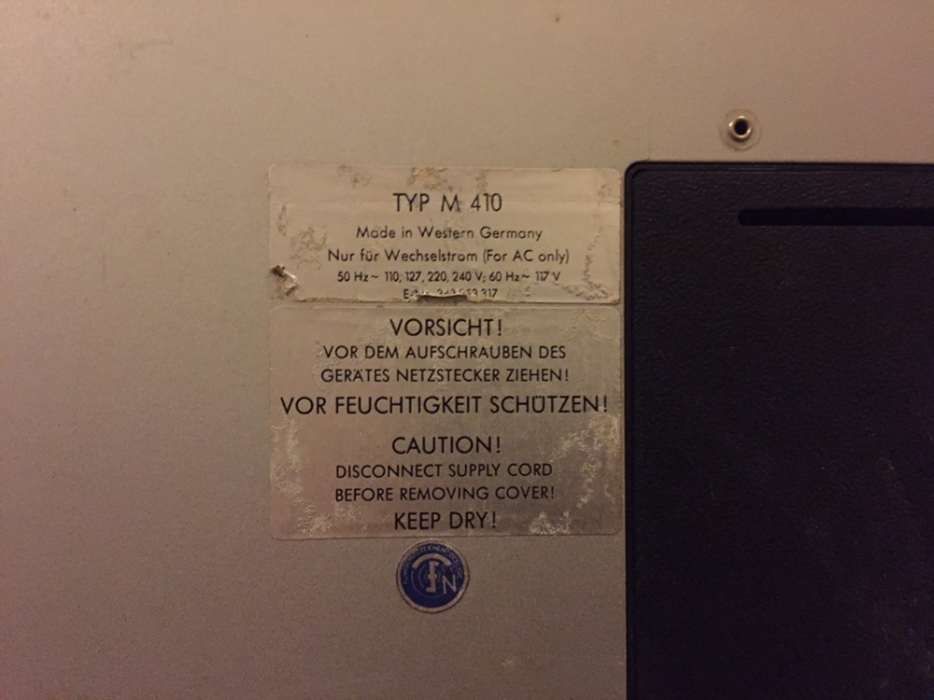 TYP M 410
Made in Western Germany
Nur für Wechselstrom (For AC only)
50 Hz ~ 110, 127, 220, 240 V; 60 Hz ~ 117 V
VORSICHT!
VOR DEM AUFSCHRAUBEN DES
GERÄTES NETZSTECKER ZIEHEN!
VOR FEUCHTIGKEIT SCHÜTZEN!
CAUTION!
DISCONNECT SUPPLY CORD
BEFORE REMOVING COVER!
KEEP DRY!